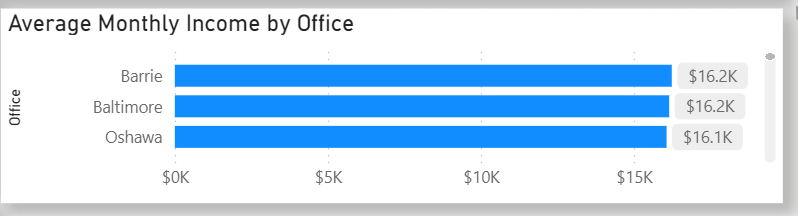 Average Monthly Income by Office
Office
Barrie $16.2K
Baltimore $16.2K
Oshawa $16.1K
$0K $5K $10K $15K